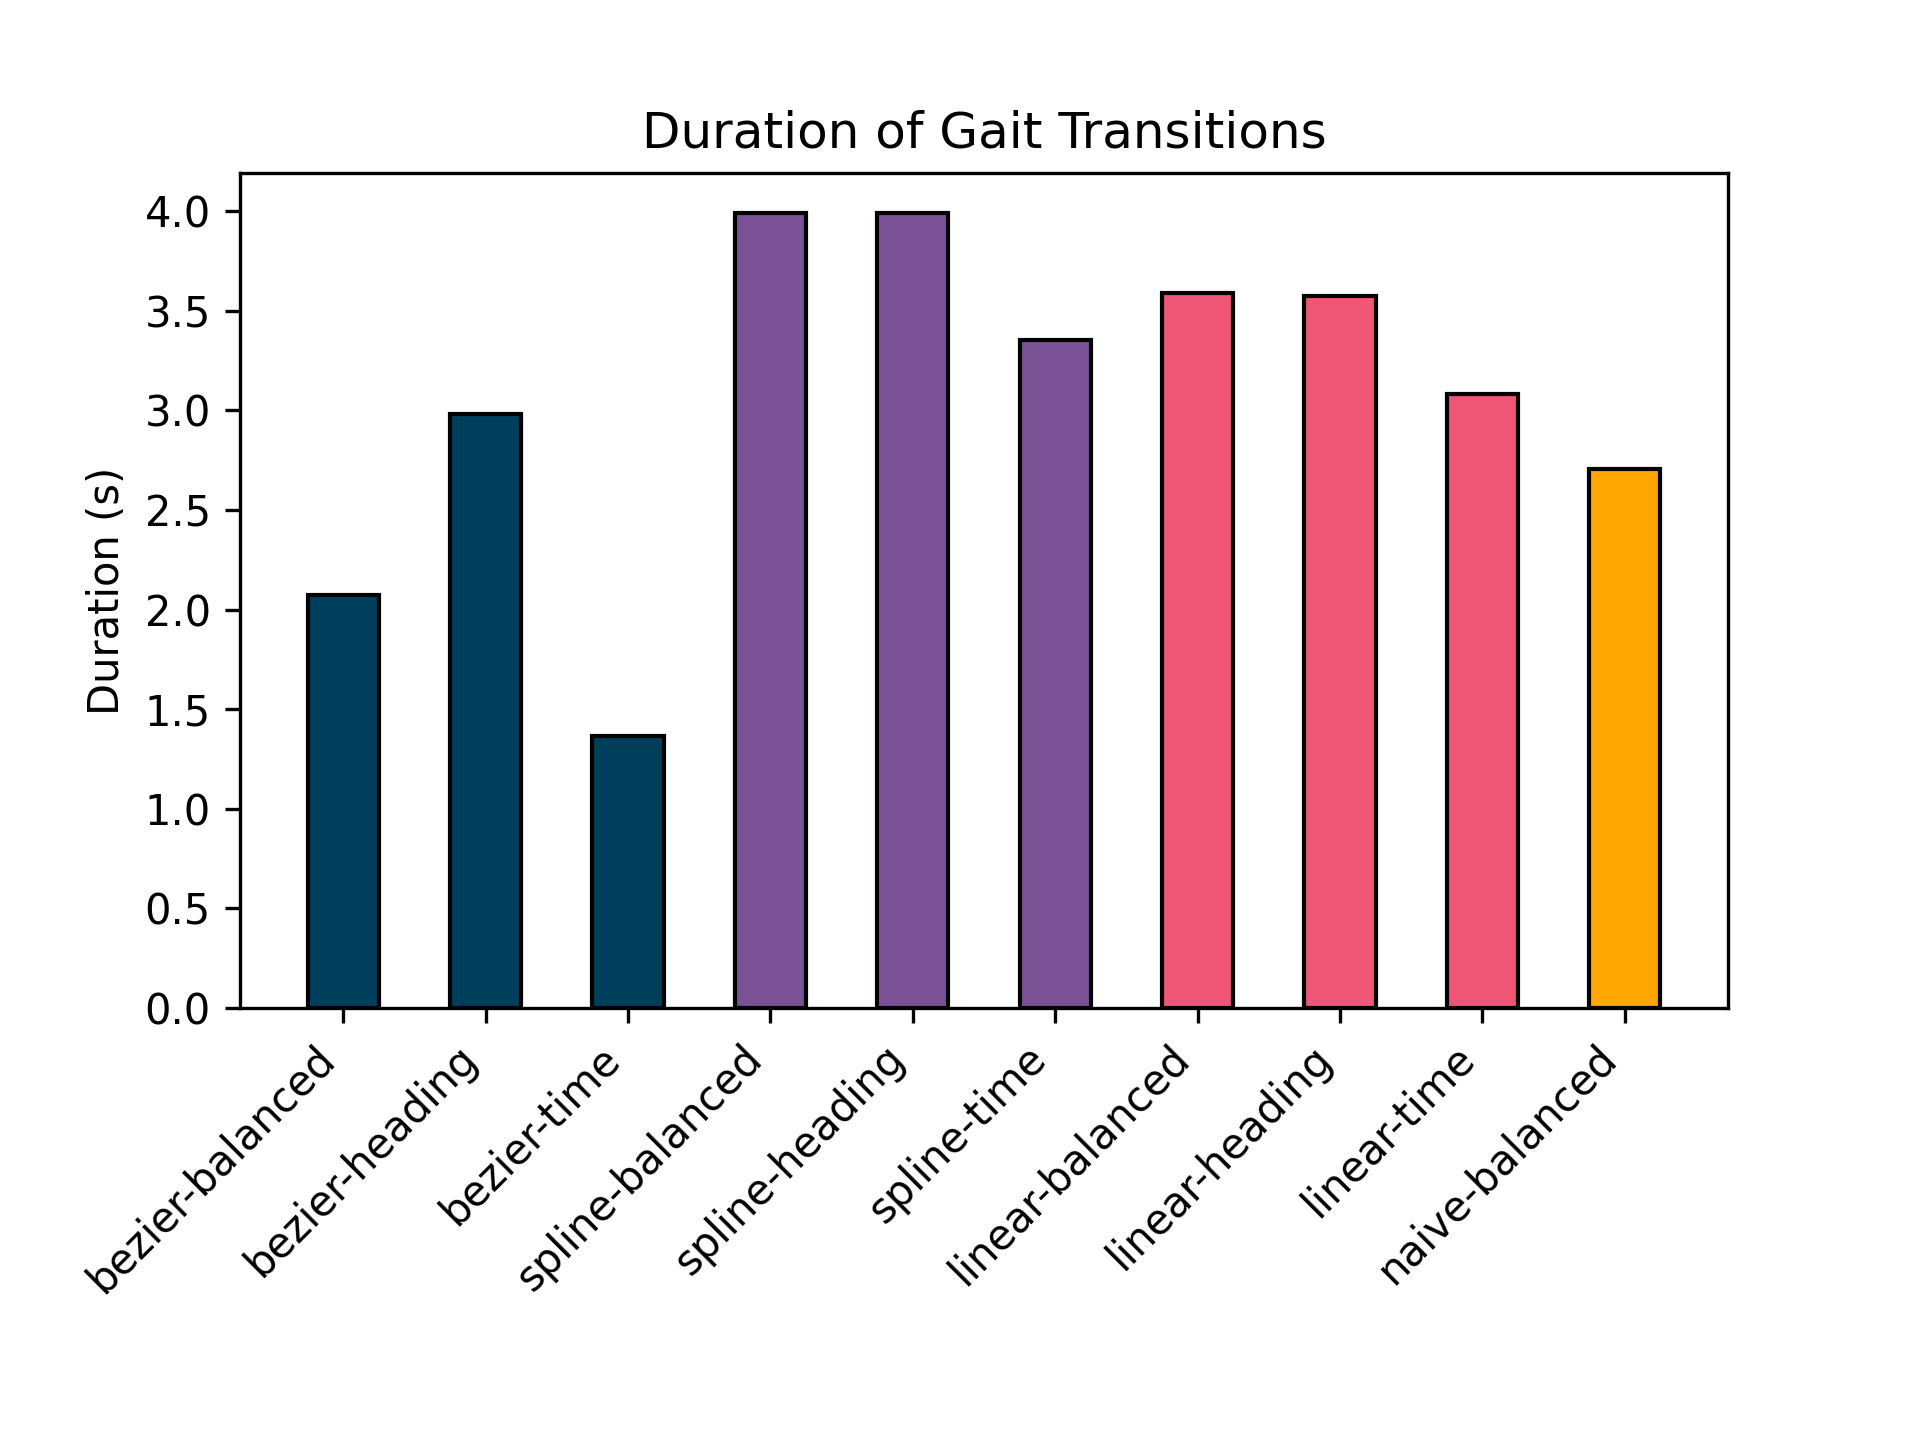 Duration of Gait Transitions
Duration (s)
4.0
3.5
3.0
2.5
2.0
1.5
1.0
0.5
0.0
bezier-balanced
bezier-heading
bezier-time
spline-balanced
spline-heading
spline-time
linear-balanced
linear-heading
linear-time
naive-balanced